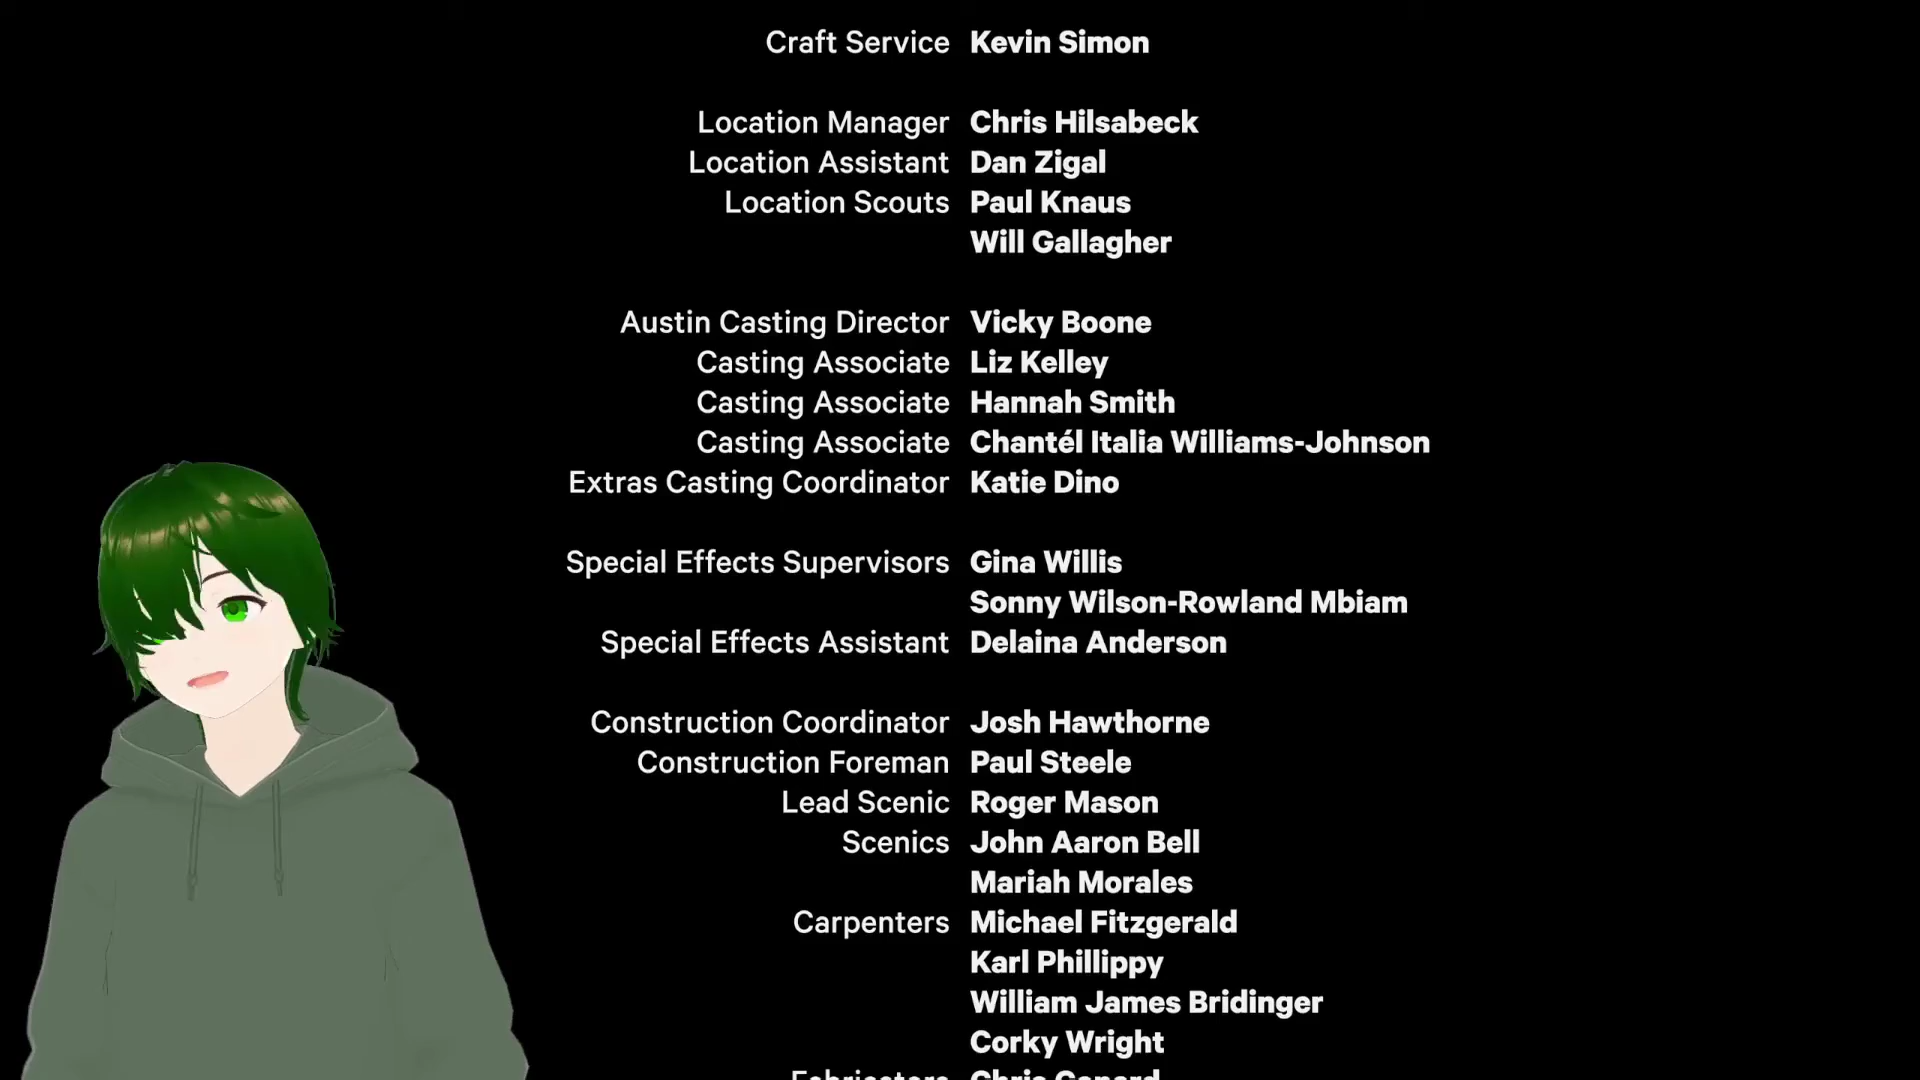 Craft Service Kevin Simon
Location Manager Chris Hilsabeck
Location Assistant Dan Zigal
Location Scouts Paul Knaus
Will Gallagher
Austin Casting Director Vicky Boone
Casting Associate Liz Kelley
Casting Associate Hannah Smith
Casting Associate Chantél Italia Williams-Johnson
Extras Casting Coordinator Katie Dino
Special Effects Supervisors Gina Willis
Sonny Wilson-Rowland Mbiam
Special Effects Assistant Delaina Anderson
Construction Coordinator Josh Hawthorne
Construction Foreman Paul Steele
Lead Scenic Roger Mason
Scenics John Aaron Bell
Mariah Morales
Carpenters Michael Fitzgerald
Karl Phillippy
William James Bridinger
Corky Wright